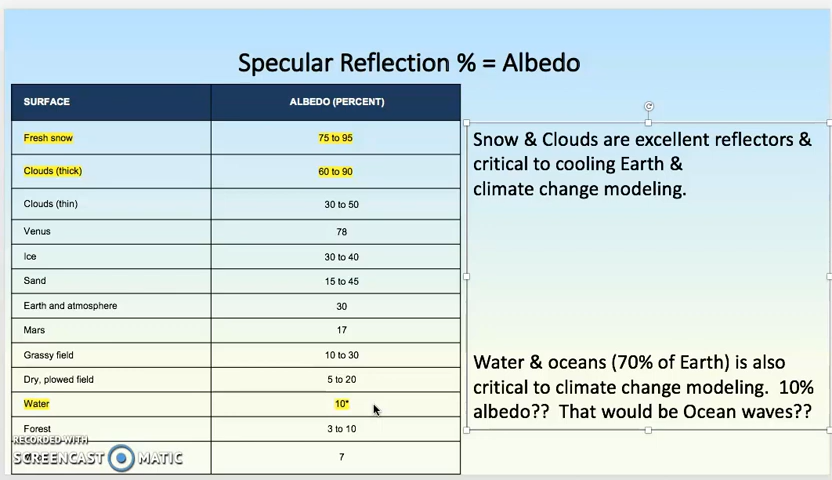 Specular Reflection % = Albedo
SURFACE ALBEDO (PERCENT)
Fresh snow 75 to 95
Clouds (thick) 60 to 90
Clouds (thin) 30 to 50
Venus 78
Ice 30 to 40
Sand 15 to 45
Earth and atmosphere 30
Mars 17
Grassy field 10 to 30
Dry, plowed field 5 to 20
Water 10*
Forest 3 to 10
7
Snow & Clouds are excellent reflectors &
critical to cooling Earth &
climate change modeling.
Water & oceans (70% of Earth) is also
critical to climate change modeling. 10%
albedo?? That would be Ocean waves??
RECORDED WITH
SCREENCAST MATIC